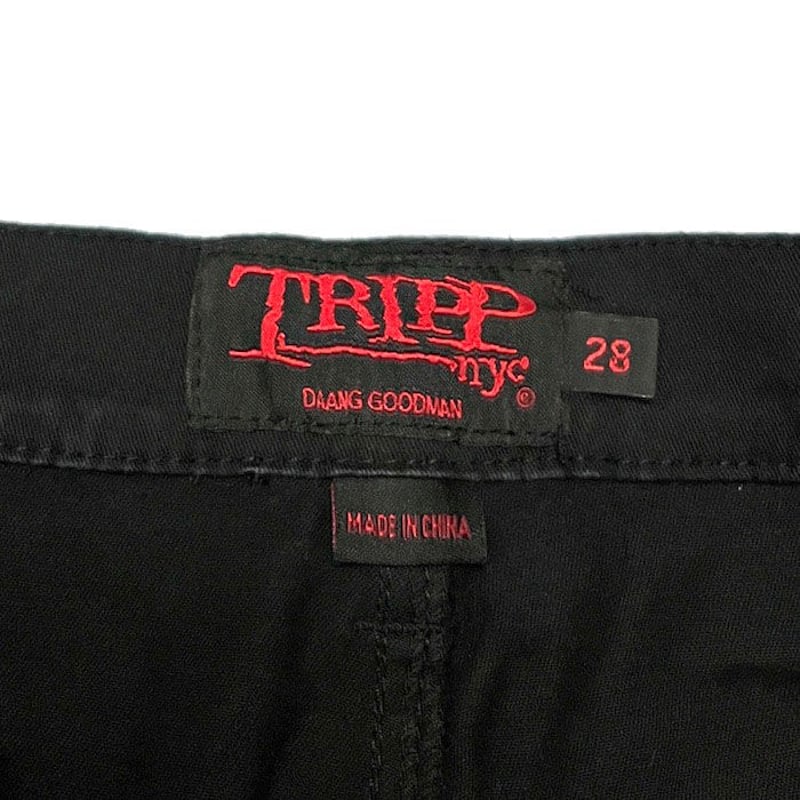 TRIPP
nyc
©
DAANG GOODMAN
28
MADE IN CHINA